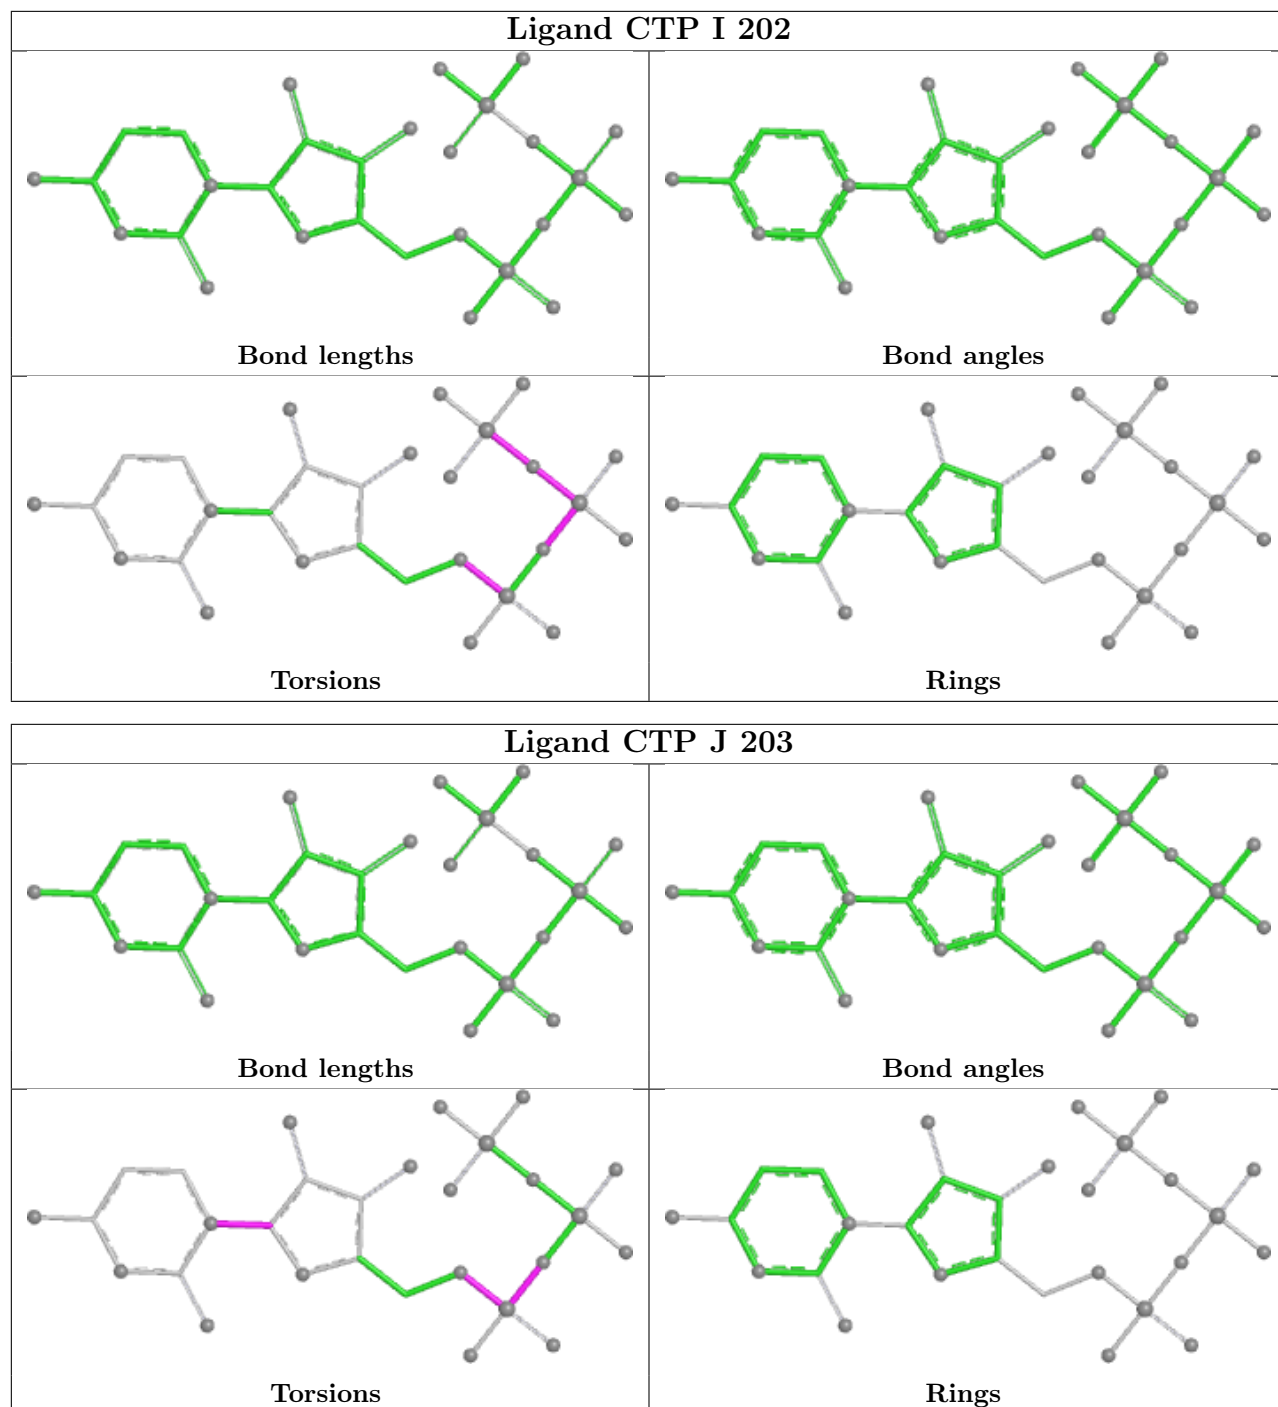 Ligand CTP I 202
Bond lengths
Bond angles
Torsions
Rings
Ligand CTP J 203
Bond lengths
Bond angles
Torsions
Rings